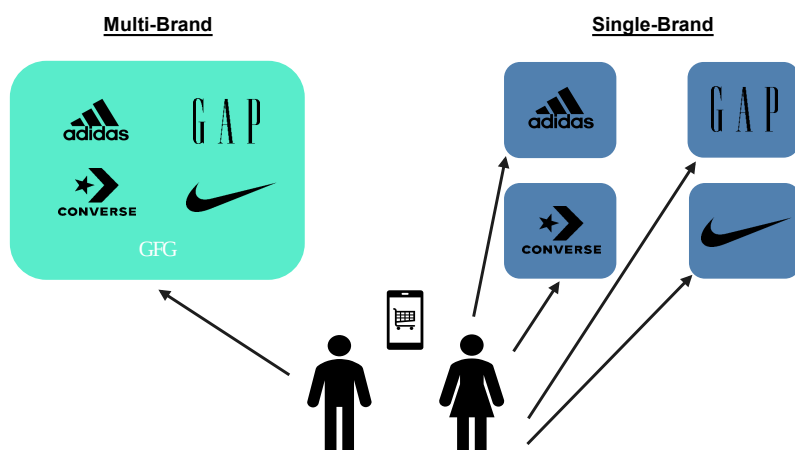 Multi-Brand
Single-Brand
adidas
GAP
CONVERSE
GFG
adidas
GAP
CONVERSE